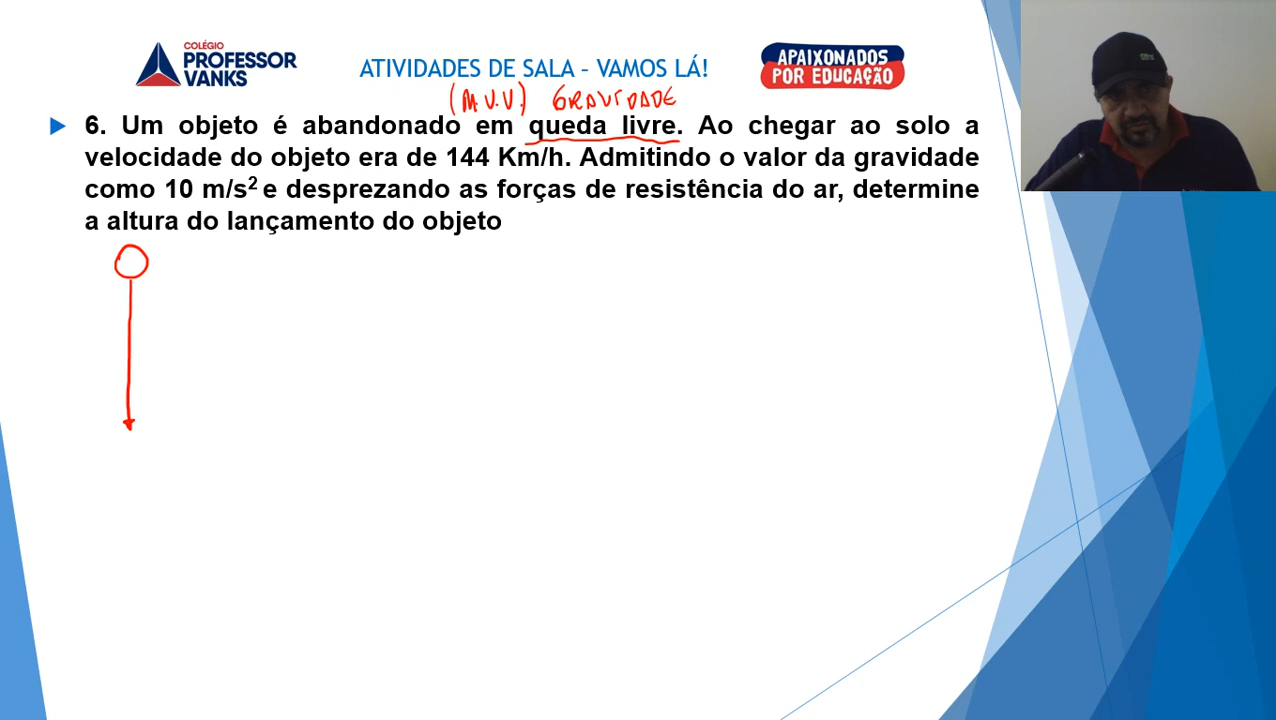 COLÉGIO
PROFESSOR
VANKS
ATIVIDADES DE SALA – VAMOS LÁ!
APAIXONADOS
POR EDUCAÇÃO
(M.U.V) GRAVIDADE
6. Um objeto é abandonado em queda livre. Ao chegar ao solo a
velocidade do objeto era de 144 Km/h. Admitindo o valor da gravidade
como 10 m/s² e desprezando as forças de resistência do ar, determine
a altura do lançamento do objeto